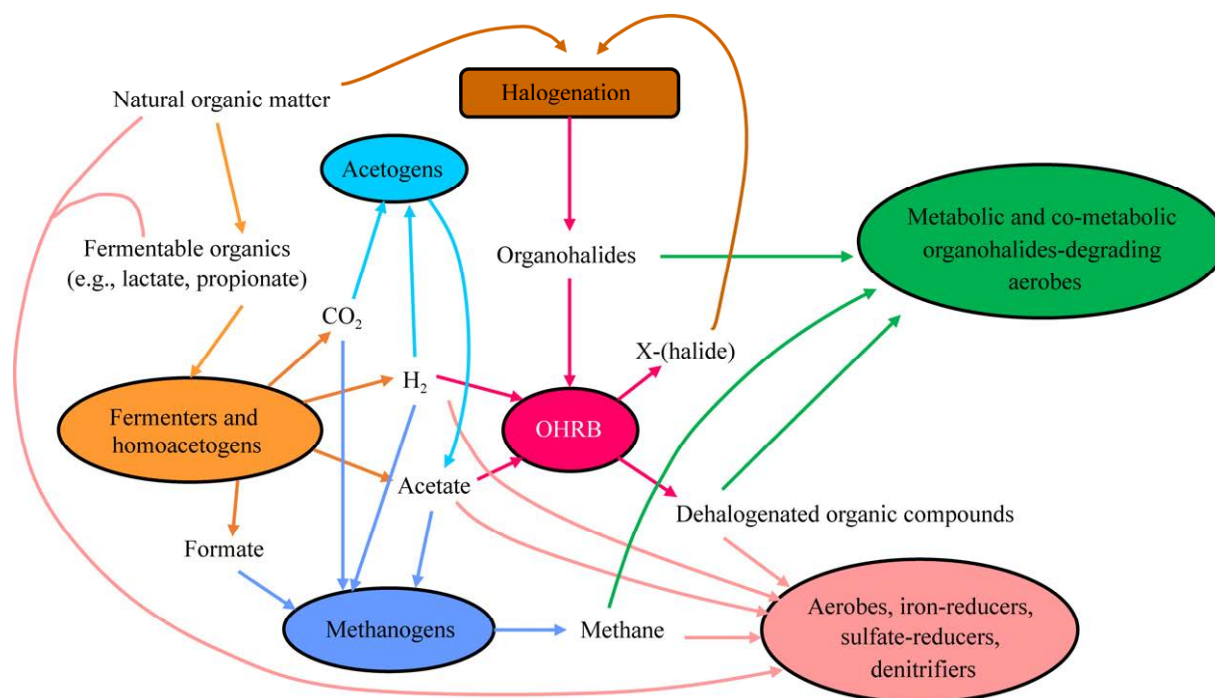 Natural organic matter
Halogenation
Acetogens
Fermentable organics
(e.g., lactate, propionate)
Organohalides
Metabolic and co-metabolic
organohalides-degrading
aerobes
CO₂
H₂
X-(halide)
Fermenters and
homoacetogens
OHRB
Acetate
Formate
Dehalogenated organic compounds
Methanogens
Methane
Aerobes, iron-reducers,
sulfate-reducers,
denitrifiers